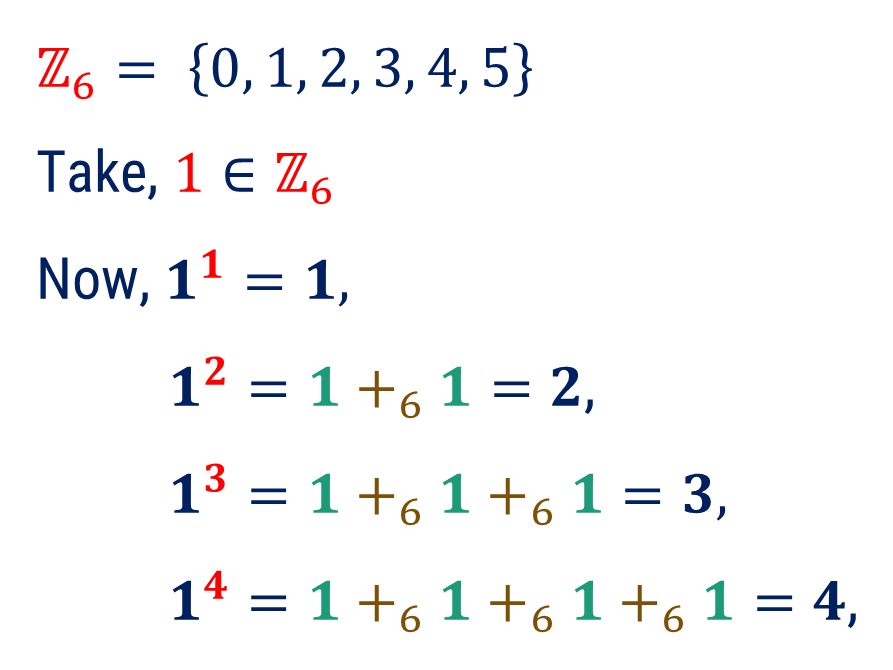 ℤ₆ = {0, 1, 2, 3, 4, 5}
Take, 1 ∈ ℤ₆
Now, 1¹ = 1,
1² = 1 +₆ 1 = 2,
1³ = 1 +₆ 1 +₆ 1 = 3,
1⁴ = 1 +₆ 1 +₆ 1 +₆ 1 = 4,